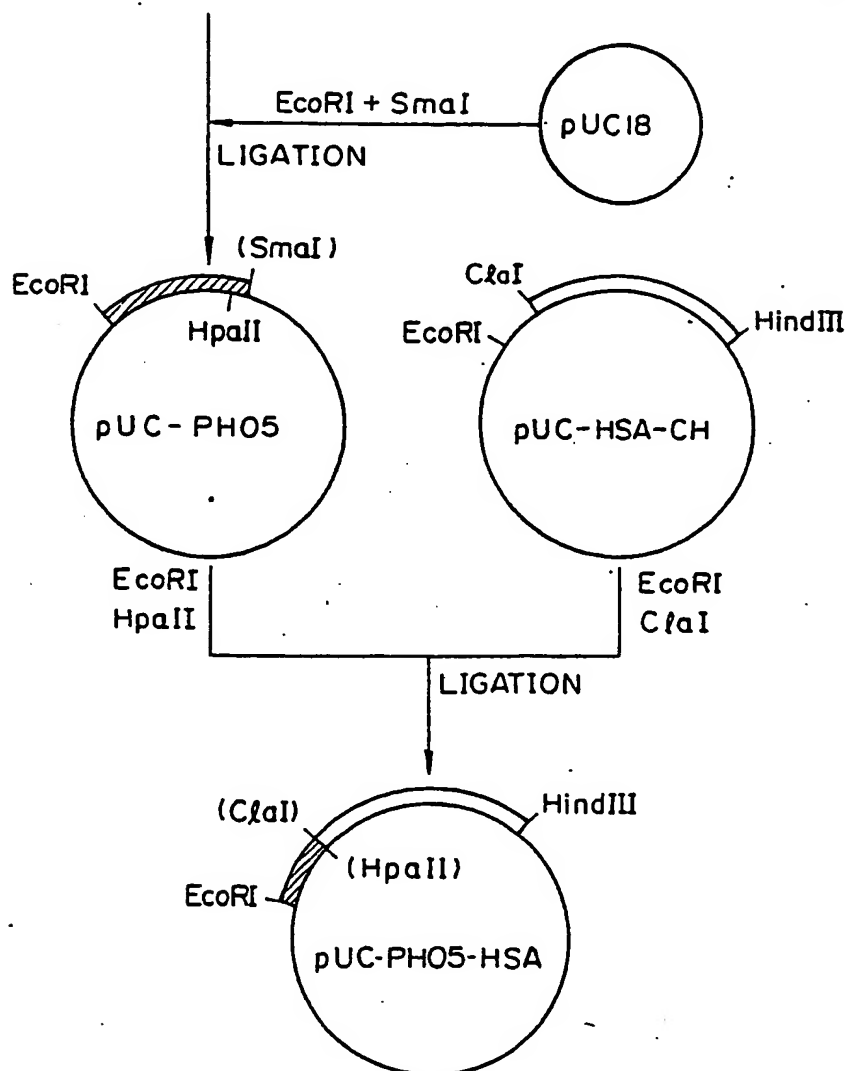 EcoRI + SmaI
pUC18
LIGATION
(SmaI)
EcoRI
HpaII
pUC-PHO5
ClaI
EcoRI
HindIII
pUC-HSA-CH
EcoRI
HpaII
EcoRI
ClaI
LIGATION
(ClaI)
HindIII
(HpaII)
EcoRI
pUC-PHO5-HSA